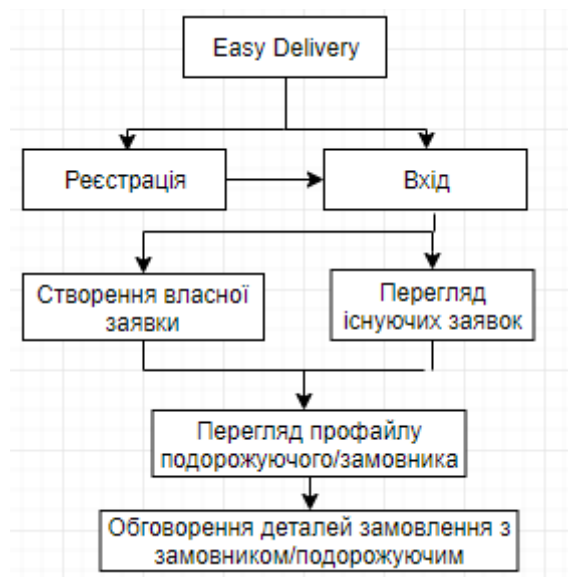 Easy Delivery
Реєстрація
Вхід
Створення власної
заявки
Перегляд
існуючих заявок
Перегляд профайлу
подорожуючого/замовника
Обговорення деталей замовлення з
замовником/подорожуючим